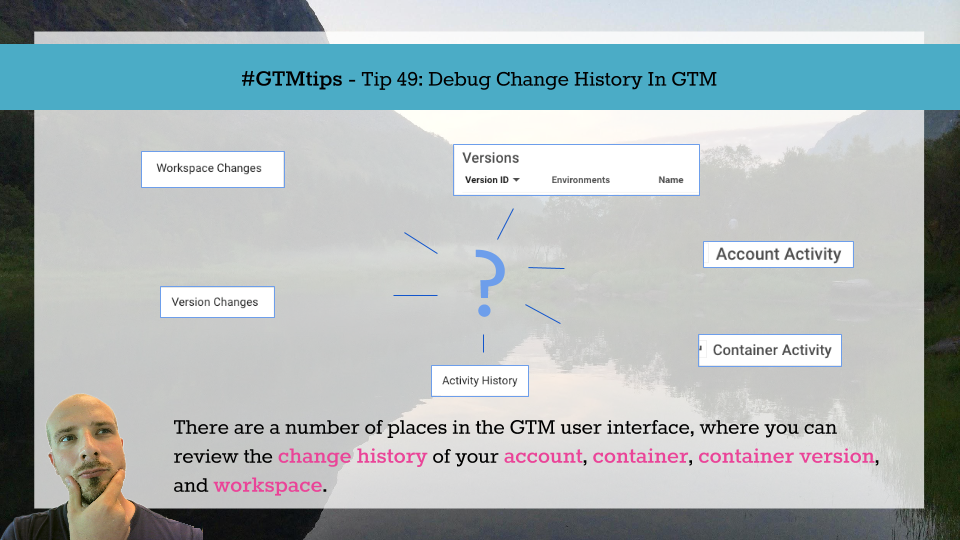 #GTMtips - Tip 49: Debug Change History In GTM
Workspace Changes
Versions
Version ID Environments Name
Account Activity
Version Changes
?
Container Activity
Activity History
There are a number of places in the GTM user interface, where you can
review the change history of your account, container, container version,
and workspace.